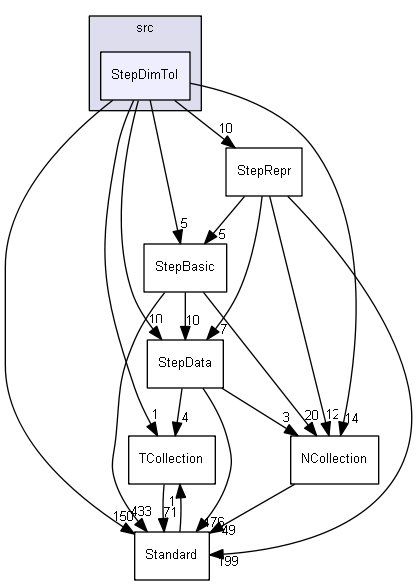 src
StepDimTol
10
StepRepr
5
5
StepBasic
10
10
7
StepData
1
4
3
20
12
14
TCollection
NCollection
150
433
71
1
476
49
199
Standard